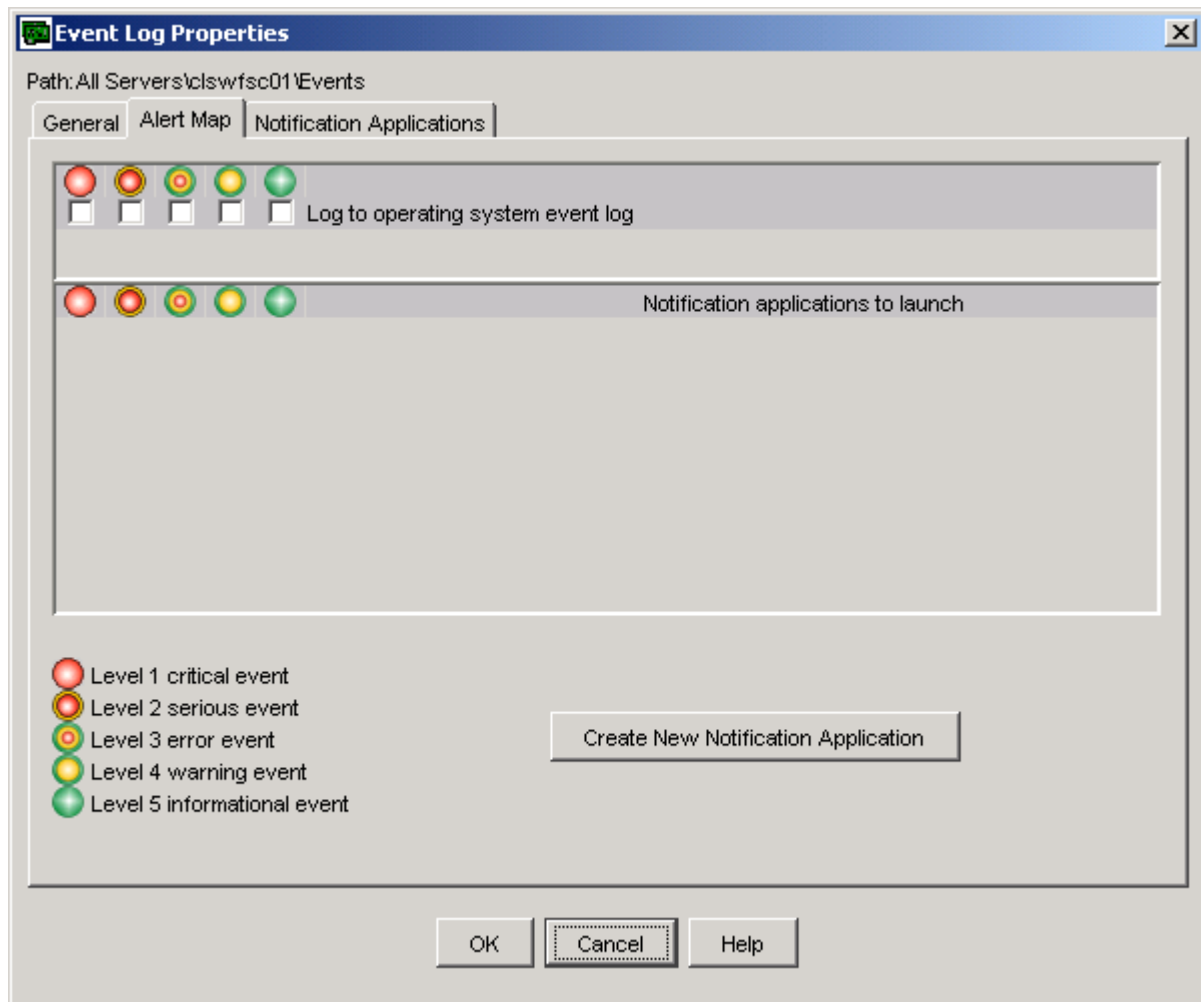 Event Log Properties
Path:All Servers\clswfsc01\Events
General Alert Map Notification Applications
Log to operating system event log
Notification applications to launch
Level 1 critical event
Level 2 serious event
Level 3 error event
Level 4 warning event
Level 5 informational event
Create New Notification Application
OK Cancel Help